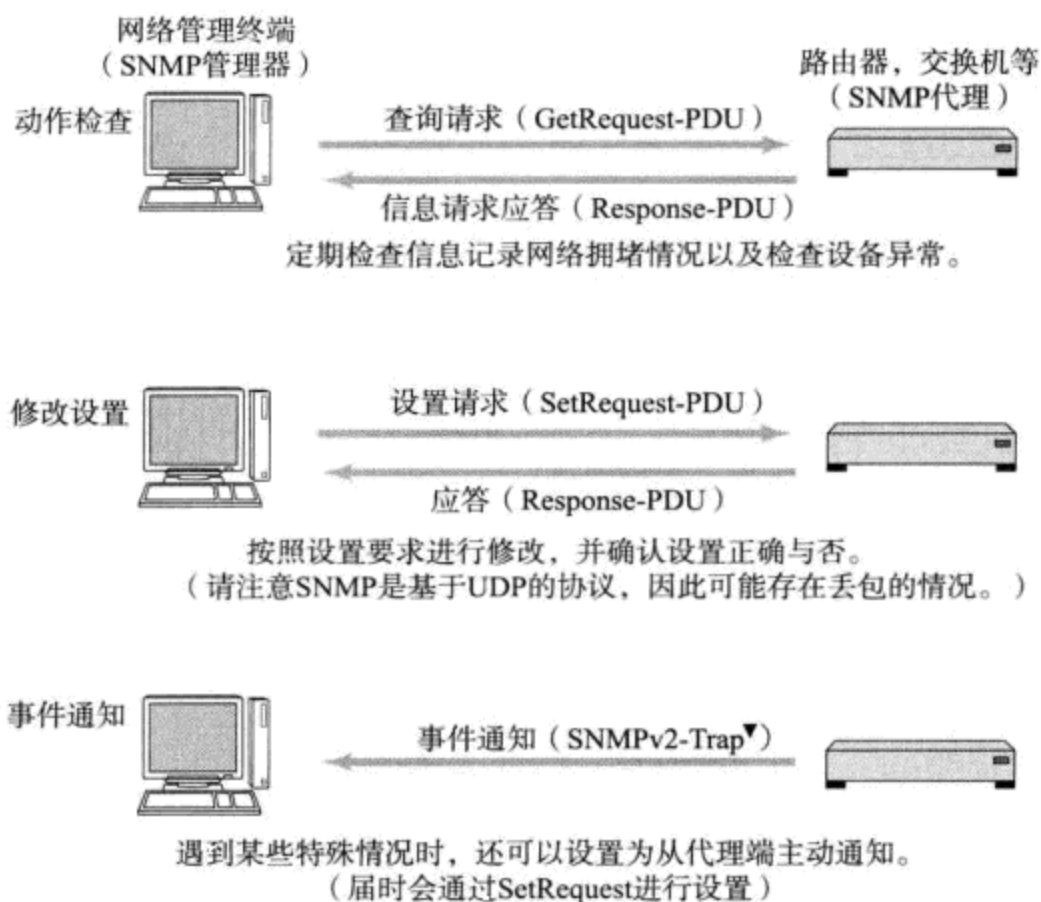 网络管理终端
（SNMP管理器）
路由器，交换机等
（SNMP代理）
动作检查
查询请求（GetRequest-PDU）
信息请求应答（Response-PDU）
定期检查信息记录网络拥堵情况以及检查设备异常。
修改设置
设置请求（SetRequest-PDU）
应答（Response-PDU）
按照设置要求进行修改，并确认设置正确与否。
（请注意SNMP是基于UDP的协议，因此可能存在丢包的情况。）
事件通知
事件通知（SNMPv2-Trap▼）
遇到某些特殊情况时，还可以设置为从代理端主动通知。
（届时会通过SetRequest进行设置）